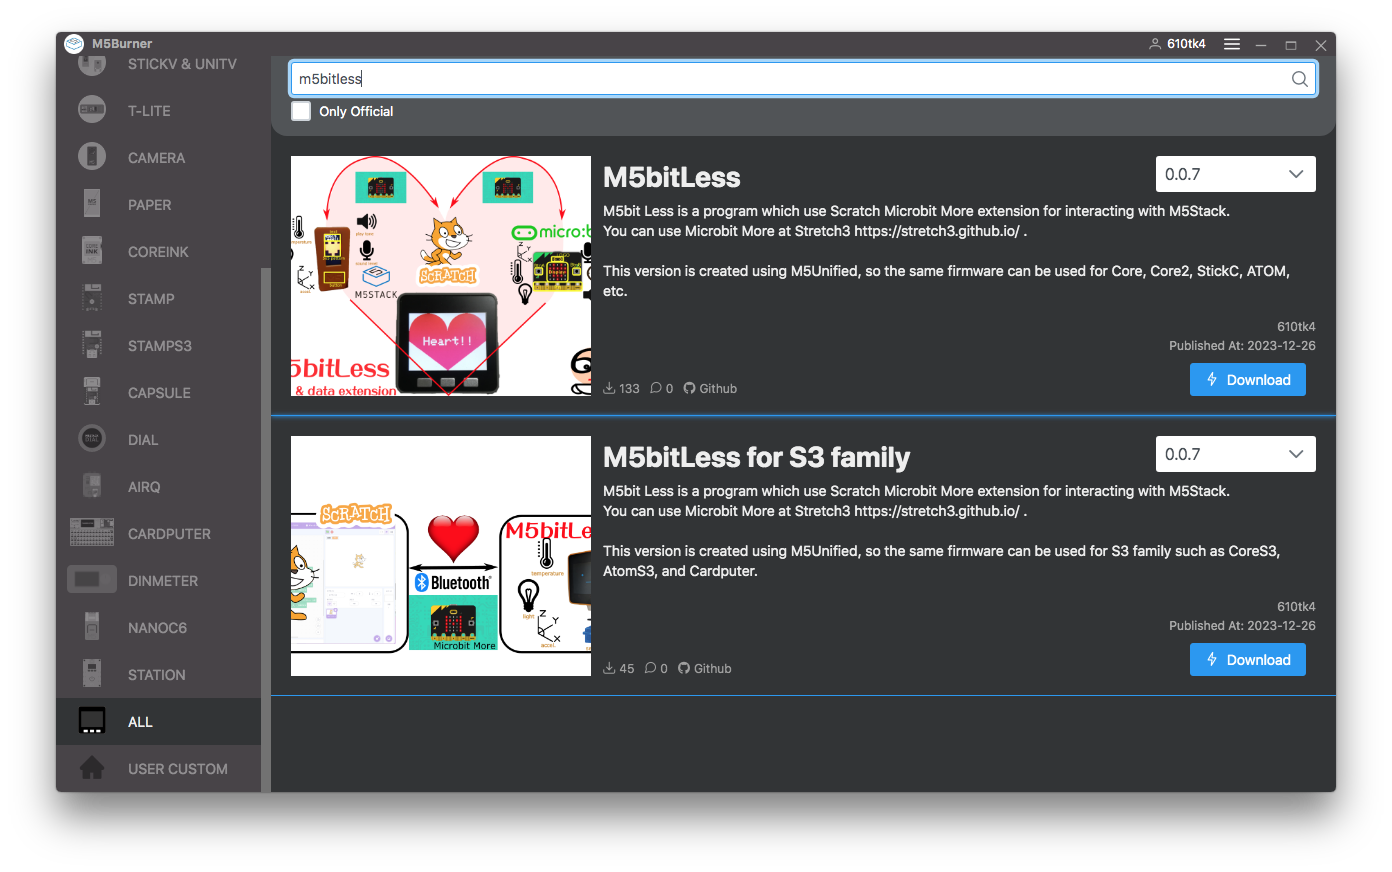 M5Burner
610tk4
STICKV & UNITV
T-LITE
CAMERA
PAPER
COREINK
STAMP
STAMPS3
CAPSULE
DIAL
AIRQ
CARDPUTER
DINMETER
NANOC6
STATION
ALL
USER CUSTOM
m5bitless
Only Official
M5bitLess
0.0.7
M5bit Less is a program which use Scratch Microbit More extension for interacting with M5Stack.
You can use Microbit More at Stretch3 https://stretch3.github.io/ .
This version is created using M5Unified, so the same firmware can be used for Core, Core2, StickC, ATOM,
etc.
610tk4
Published At: 2023-12-26
133
0
Github
Download
micro:b
SCRATCH
M5STACK
Heart!!
5bitLess
& data extension
M5bitLess for S3 family
0.0.7
M5bit Less is a program which use Scratch Microbit More extension for interacting with M5Stack.
You can use Microbit More at Stretch3 https://stretch3.github.io/ .
This version is created using M5Unified, so the same firmware can be used for S3 family such as CoreS3,
AtomS3, and Cardputer.
610tk4
Published At: 2023-12-26
45
0
Github
Download
SCRATCH
M5bitLe
temperature
Bluetooth
light
X
Y
Z
accel.
Microbit More